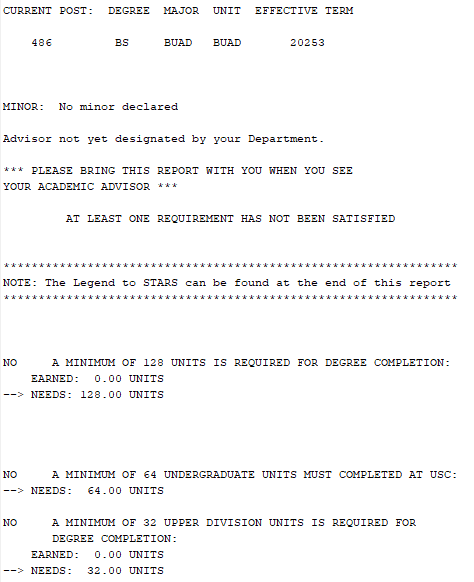 CURRENT POST: DEGREE MAJOR UNIT EFFECTIVE TERM
486 BS BUAD BUAD 20253
MINOR: No minor declared
Advisor not yet designated by your Department.
*** PLEASE BRING THIS REPORT WITH YOU WHEN YOU SEE
YOUR ACADEMIC ADVISOR ***
AT LEAST ONE REQUIREMENT HAS NOT BEEN SATISFIED
*****************************************************************
NOTE: The Legend to STARS can be found at the end of this report
*****************************************************************
NO A MINIMUM OF 128 UNITS IS REQUIRED FOR DEGREE COMPLETION:
EARNED: 0.00 UNITS
--> NEEDS: 128.00 UNITS
NO A MINIMUM OF 64 UNDERGRADUATE UNITS MUST COMPLETED AT USC:
--> NEEDS: 64.00 UNITS
NO A MINIMUM OF 32 UPPER DIVISION UNITS IS REQUIRED FOR
DEGREE COMPLETION:
EARNED: 0.00 UNITS
--> NEEDS: 32.00 UNITS